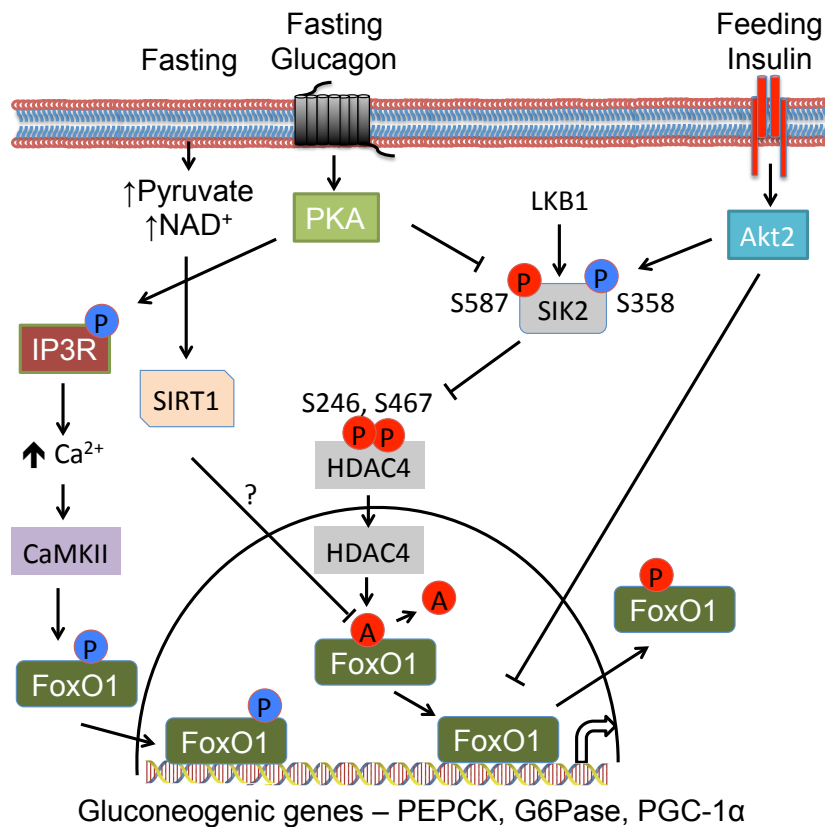 Fasting
Fasting
Glucagon
Feeding
Insulin
↑Pyruvate
↑NAD⁺
PKA
LKB1
Akt2
P
P
P
S587
SIK2
S358
IP3R
SIRT1
S246, S467
P
P
HDAC4
Ca²⁺
?
CaMKII
HDAC4
A
A
P
FoxO1
P
FoxO1
FoxO1
P
FoxO1
FoxO1
Gluconeogenic genes – PEPCK, G6Pase, PGC-1α